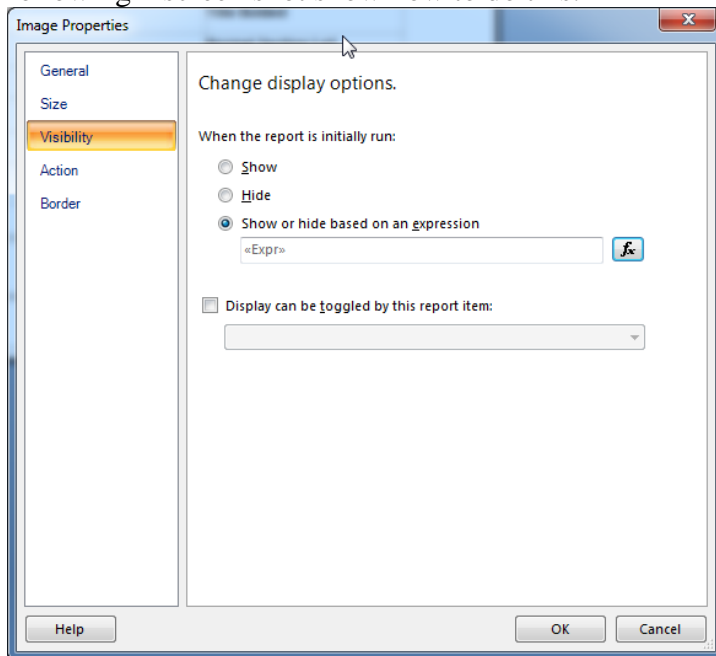 Image Properties
General
Size
Visibility
Action
Border
Change display options.
When the report is initially run:
Show
Hide
Show or hide based on an expression
«Expr»
fx
Display can be toggled by this report item:
Help
OK
Cancel